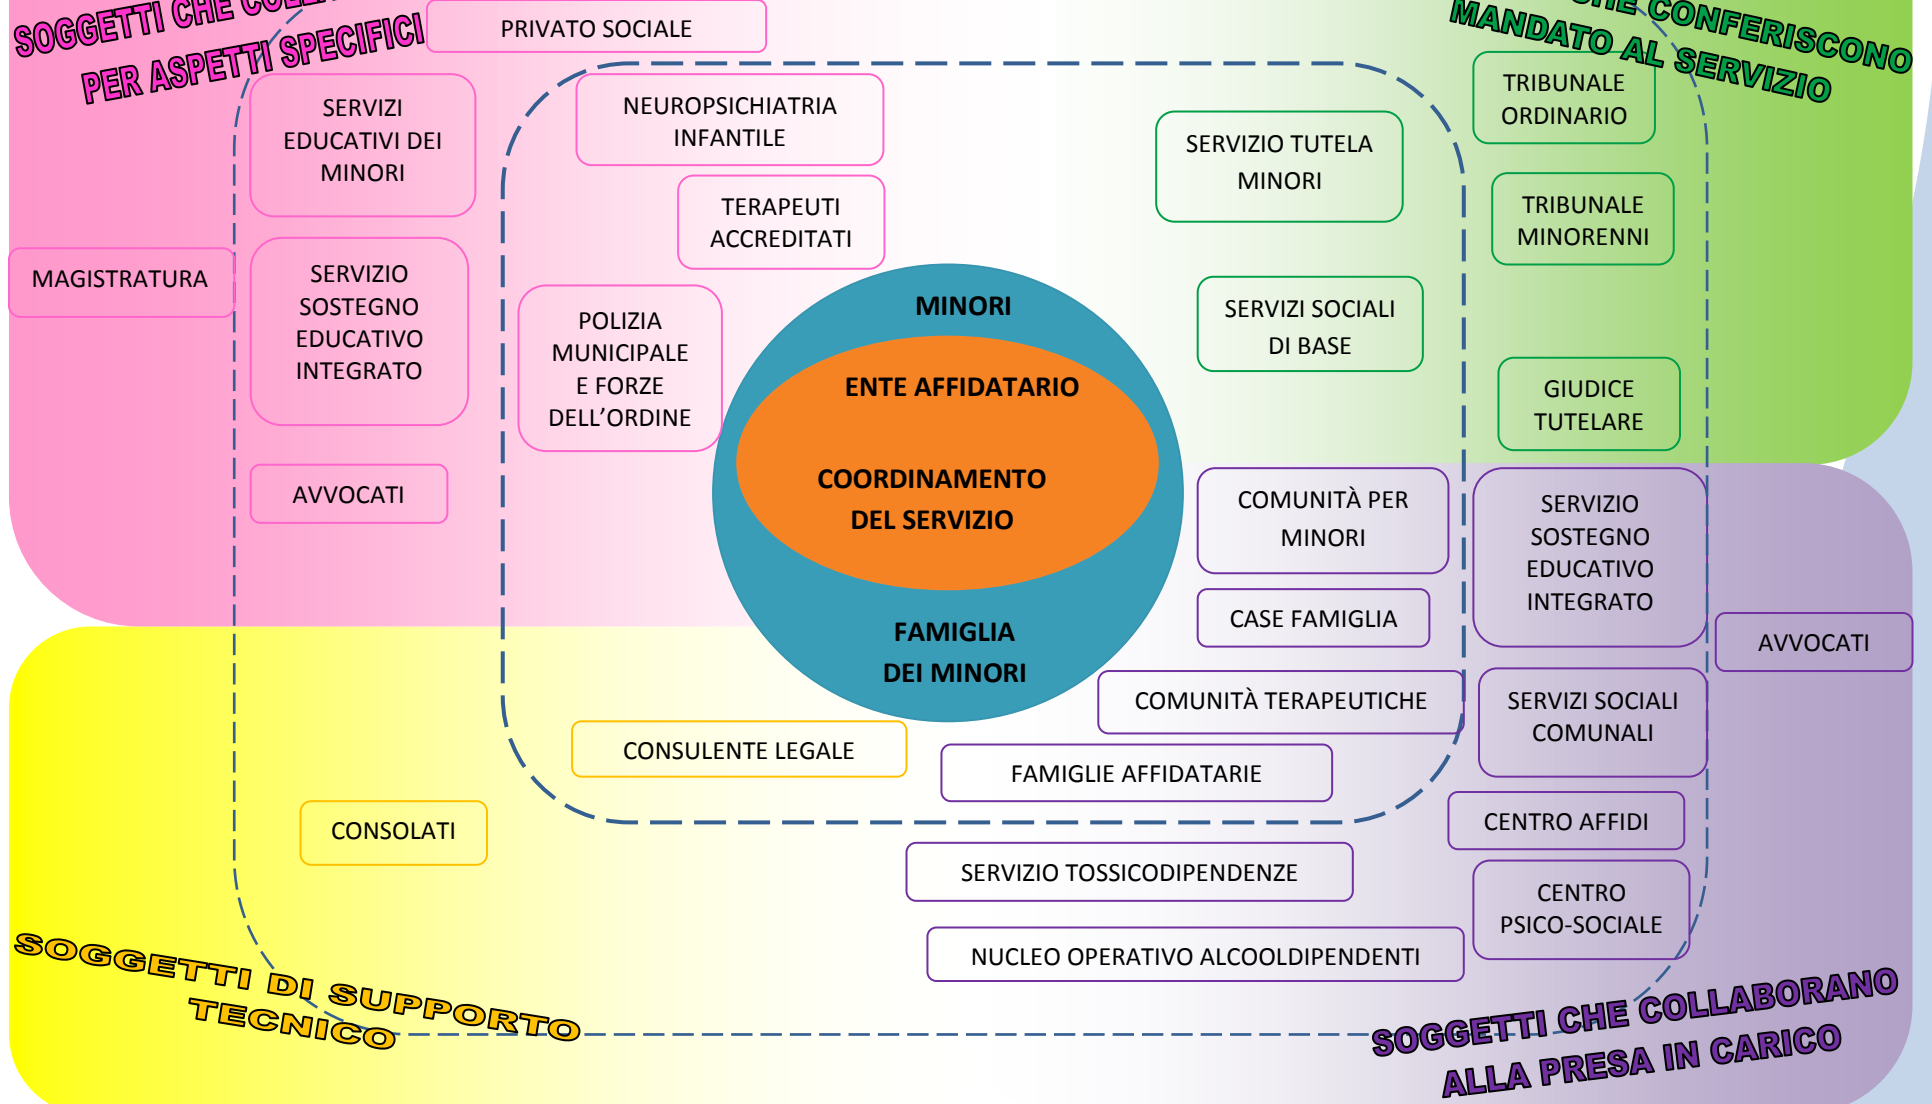 SOGGETTI CHE
PER ASPETTI SPECIFICI
PRIVATO SOCIALE
CHE CONFERISCONO
MANDATO AL SERVIZIO
SERVIZI
EDUCATIVI DEI
MINORI
NEUROPSICHIATRIA
INFANTILE
TERAPEUTI
ACCREDITATI
SERVIZIO TUTELA
MINORI
TRIBUNALE
ORDINARIO
TRIBUNALE
MINORENNI
MAGISTRATURA
SERVIZIO
SOSTEGNO
EDUCATIVO
INTEGRATO
POLIZIA
MUNICIPALE
E FORZE
DELL’ORDINE
MINORI
ENTE AFFIDATARIO
COORDINAMENTO
DEL SERVIZIO
FAMIGLIA
DEI MINORI
SERVIZI SOCIALI
DI BASE
GIUDICE
TUTELARE
AVVOCATI
COMUNITÀ PER
MINORI
SERVIZIO
SOSTEGNO
EDUCATIVO
INTEGRATO
CASE FAMIGLIA
AVVOCATI
COMUNITÀ TERAPEUTICHE
SERVIZI SOCIALI
COMUNALI
CONSULENTE LEGALE
FAMIGLIE AFFIDATARIE
CONSOLATI
CENTRO AFFIDI
SERVIZIO TOSSICODIPENDENZE
CENTRO
PSICO-SOCIALE
NUCLEO OPERATIVO ALCOOLDIPENDENTI
SOGGETTI DI SUPPORTO
TECNICO
SOGGETTI CHE COLLABORANO
ALLA PRESA IN CARICO